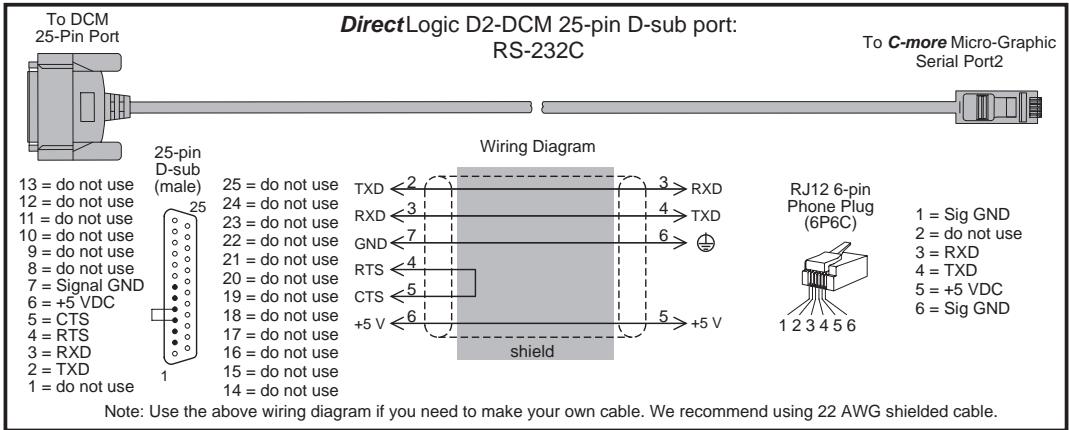 To DCM
25-Pin Port
DirectLogic D2-DCM 25-pin D-sub port:
RS-232C
To C-more Micro-Graphic
Serial Port2
25-pin
D-sub
(male)
13 = do not use
12 = do not use
11 = do not use
10 = do not use
9 = do not use
8 = do not use
7 = Signal GND
6 = +5 VDC
5 = CTS
4 = RTS
3 = RXD
2 = TXD
1 = do not use
25
1
25 = do not use
24 = do not use
23 = do not use
22 = do not use
21 = do not use
20 = do not use
19 = do not use
18 = do not use
17 = do not use
16 = do not use
15 = do not use
14 = do not use
Wiring Diagram
TXD 2 3 RXD
RXD 3 4 TXD
GND 7 6
RTS 4
CTS 5
+5 V 6 5 +5 V
shield
RJ12 6-pin
Phone Plug
(6P6C)
1 2 3 4 5 6
1 = Sig GND
2 = do not use
3 = RXD
4 = TXD
5 = +5 VDC
6 = Sig GND
Note: Use the above wiring diagram if you need to make your own cable. We recommend using 22 AWG shielded cable.